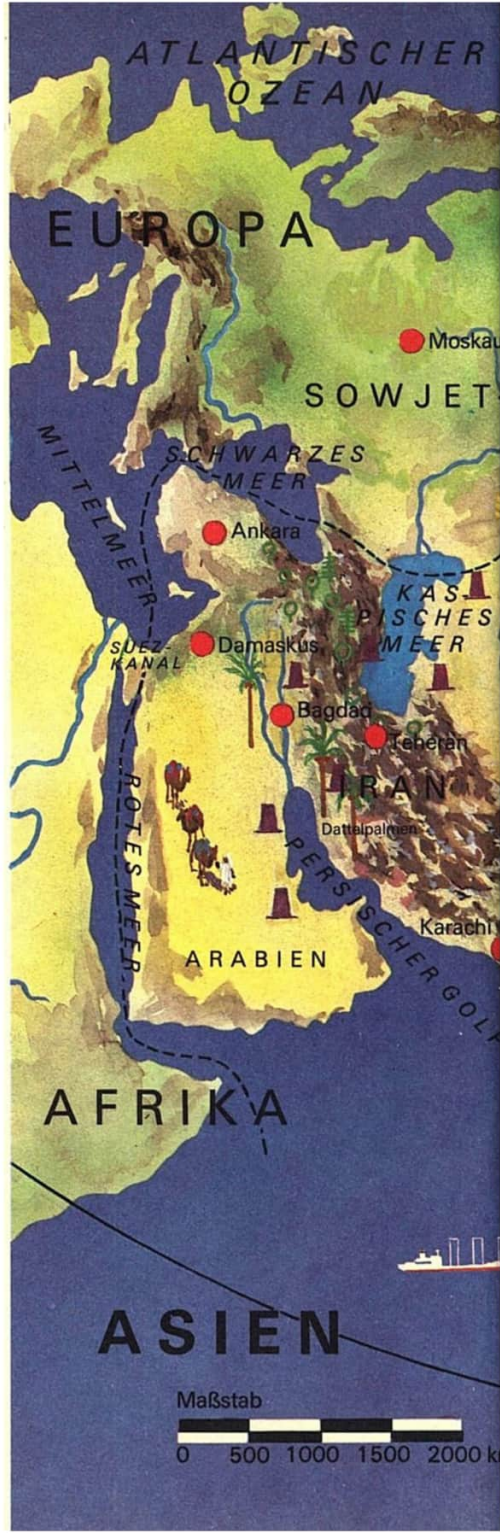 ATLANTISCHER
OZEAN
EUROPA
Moskau
SOWJET
SCHWARZES
MEER
MITTELMEER
Ankara
KAS-
PISCHES
MEER
SUEZ-
KANAL
Damaskus
Bagdad
Teheran
IRAN
Dattelpalmen
ROTES MEER
PERSISCHER GOLF
Karachi
ARABIEN
AFRIKA
ASIEN
Maßstab
0 500 1000 1500 2000 km